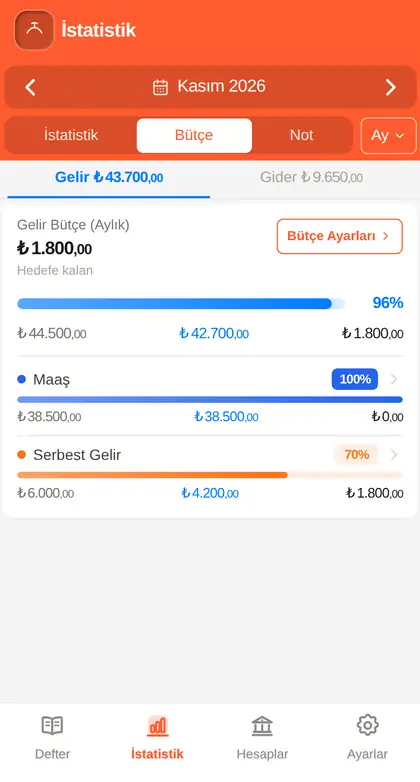 İstatistik
Kasım 2026
İstatistik Bütçe Not Ay
Gelir ₺ 43.700,00 Gider ₺ 9.650,00
Gelir Bütçe (Aylık)
₺ 1.800,00
Hedefe kalan
Bütçe Ayarları
96%
₺ 44.500,00 ₺ 42.700,00 ₺ 1.800,00
Maaş 100%
₺ 38.500,00 ₺ 38.500,00 ₺ 0,00
Serbest Gelir 70%
₺ 6.000,00 ₺ 4.200,00 ₺ 1.800,00
Defter İstatistik Hesaplar Ayarlar